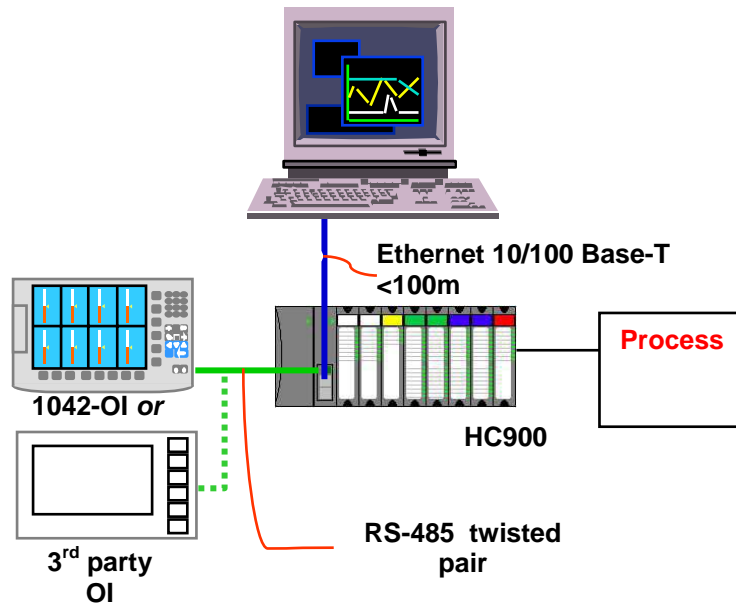 Ethernet 10/100 Base-T
<100m
Process
1042-OI or
HC900
3rd party
OI
RS-485 twisted
pair